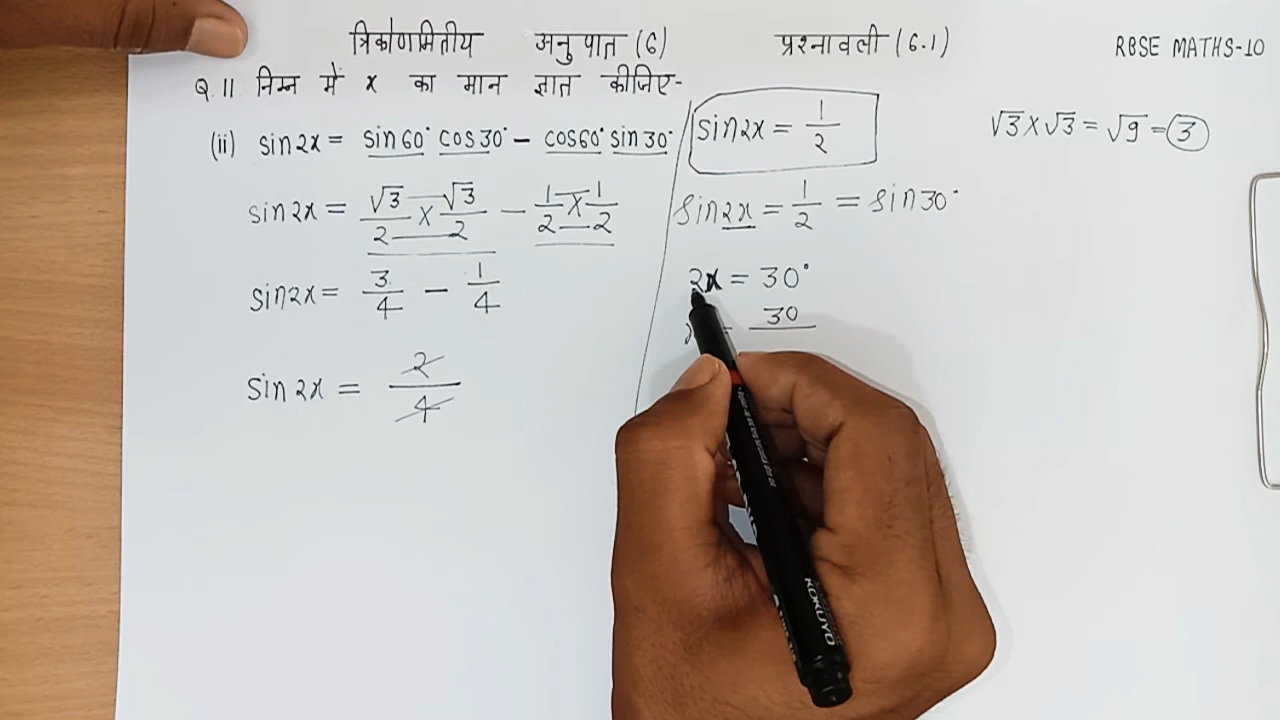 त्रिकोणमितीय अनुपात (6) प्रश्नावली (6.1) RBSE MATHS-10
Q.11 निम्न में x का मान ज्ञात कीजिए-
(ii) sin2x = sin60° cos30° - cos60° sin30°
sin2x = √3/2 × √3/2 - 1/2 × 1/2
sin2x = 3/4 - 1/4
sin2x = 2/4
sin2x = 1/2
sin2x = 1/2 = sin30°
2x = 30°
30
√3 × √3 = √9 = 3
KOKUYO